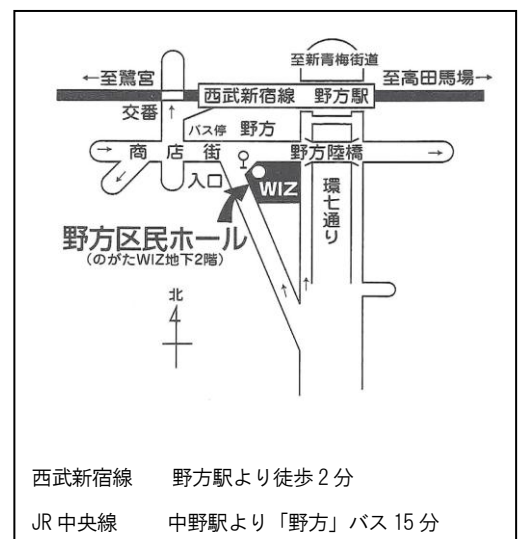 至新青梅街道
←至鷺宮
至高田馬場→
西武新宿線 野方駅
交番
バス停 野方
商店街
野方陸橋
入口
WIZ
環七通り
野方区民ホール
(のがたWIZ地下2階)
北
西武新宿線 野方駅より徒歩2分
JR中央線 中野駅より「野方」バス15分